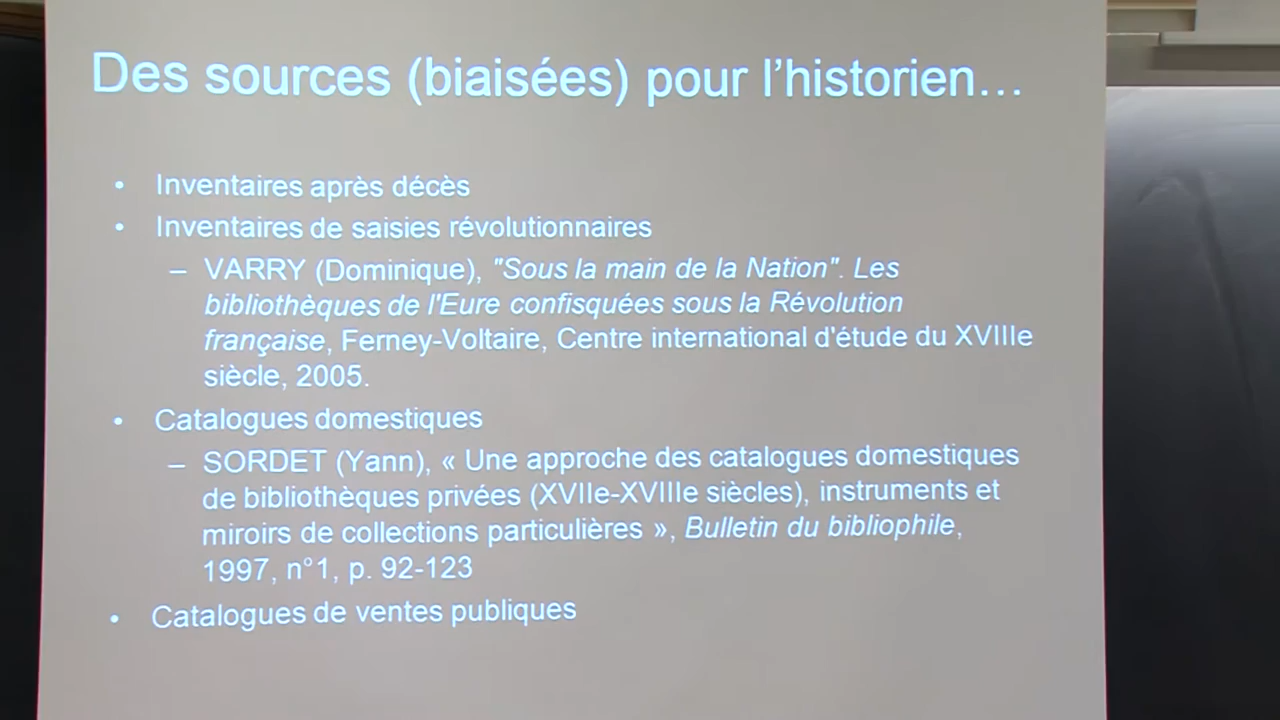 Des sources (biaisées) pour l'historien…
• Inventaires après décès
• Inventaires de saisies révolutionnaires
– VARRY (Dominique), "Sous la main de la Nation". Les
bibliothèques de l'Eure confisquées sous la Révolution
française, Ferney-Voltaire, Centre international d'étude du XVIIIe
siècle, 2005.
• Catalogues domestiques
– SORDET (Yann), « Une approche des catalogues domestiques
de bibliothèques privées (XVIIe-XVIIIe siècles), instruments et
miroirs de collections particulières », Bulletin du bibliophile,
1997, n°1, p. 92-123
• Catalogues de ventes publiques